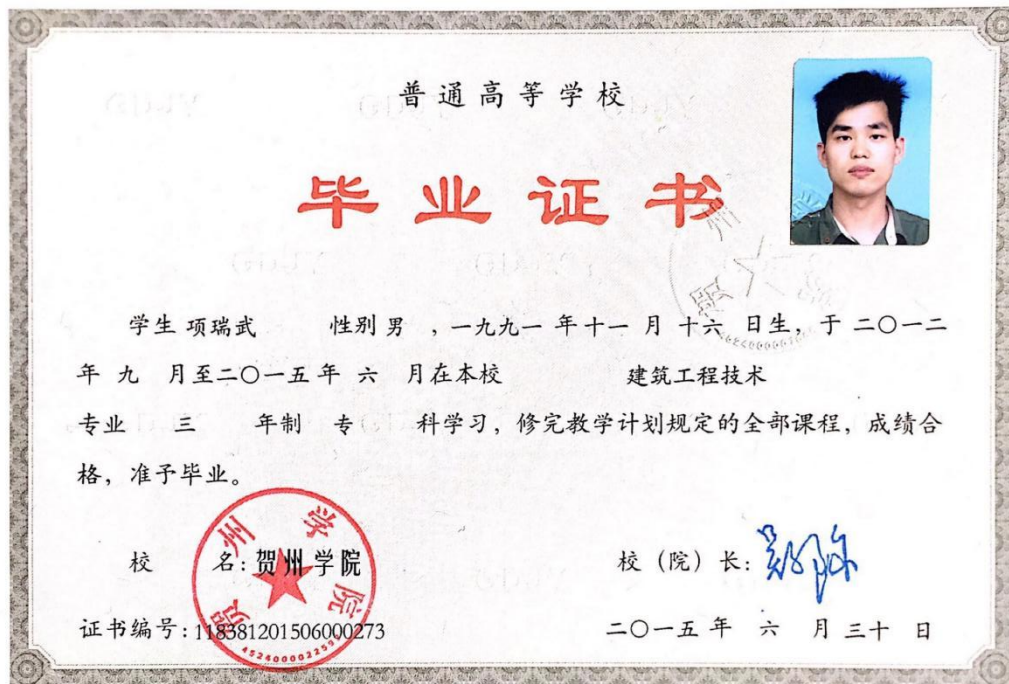 普通高等学校
毕业证书
学生 项瑞武 性别 男 ，一九九一 年 十一 月 十六 日生，于 二〇一二
年 九 月至二〇一五年 六 月在本校 建筑工程技术
专业 三 年制 专 科学习，修完教学计划规定的全部课程，成绩合
格，准予毕业。
校 名：贺州学院
校（院）长：
贺州学院
证书编号：118381201506000273
二〇一五 年 六 月 三十 日